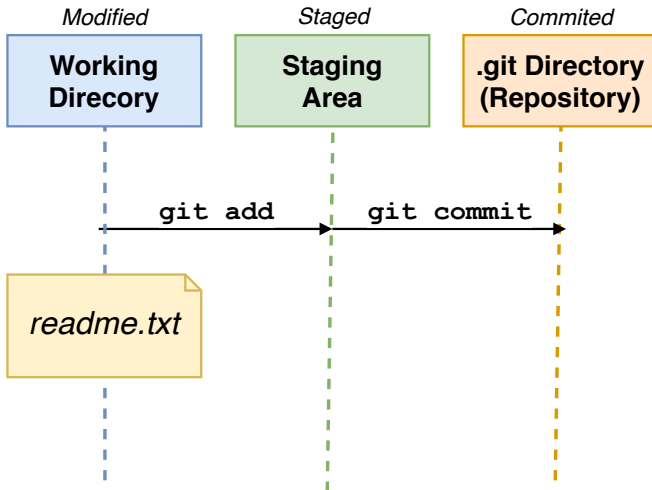 Modified
Staged
Commited
Working
Direcory
Staging
Area
.git Directory
(Repository)
git add
git commit
readme.txt